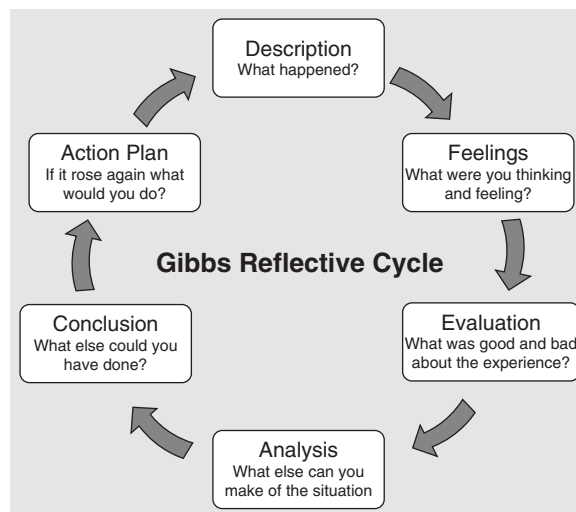 Description
What happened?
Action Plan
If it rose again what
would you do?
Feelings
What were you thinking
and feeling?
Gibbs Reflective Cycle
Conclusion
What else could you
have done?
Evaluation
What was good and bad
about the experience?
Analysis
What else can you
make of the situation